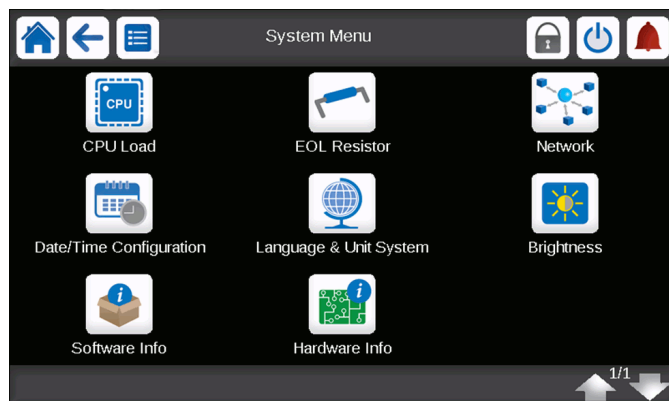 System Menu
CPU
CPU Load
EOL Resistor
Network
Date/Time Configuration
Language & Unit System
Brightness
i
Software Info
i
Hardware Info
1/1